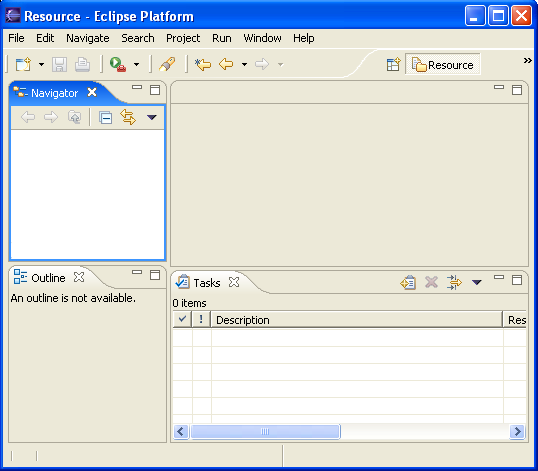 Resource - Eclipse Platform
File Edit Navigate Search Project Run Window Help
Resource
Navigator
Outline
An outline is not available.
Tasks
0 items
! Description Res